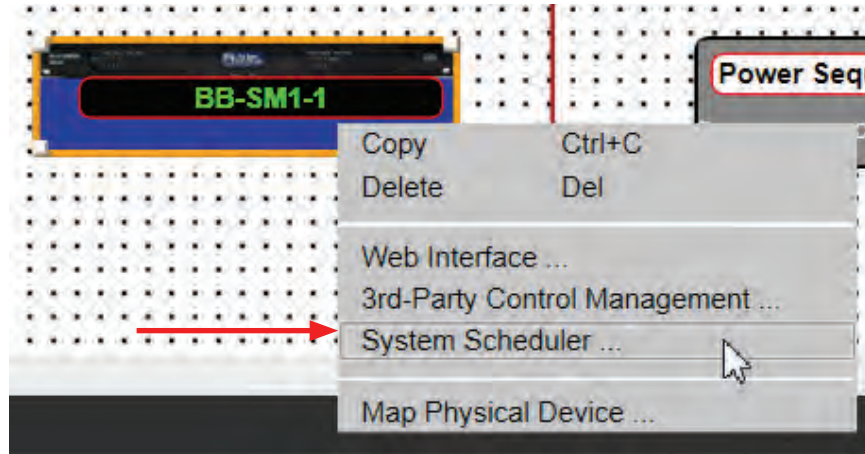 BB-SM1-1
Power Sequ
Copy Ctrl+C
Delete Del
Web Interface ...
3rd-Party Control Management ...
System Scheduler ...
Map Physical Device ...